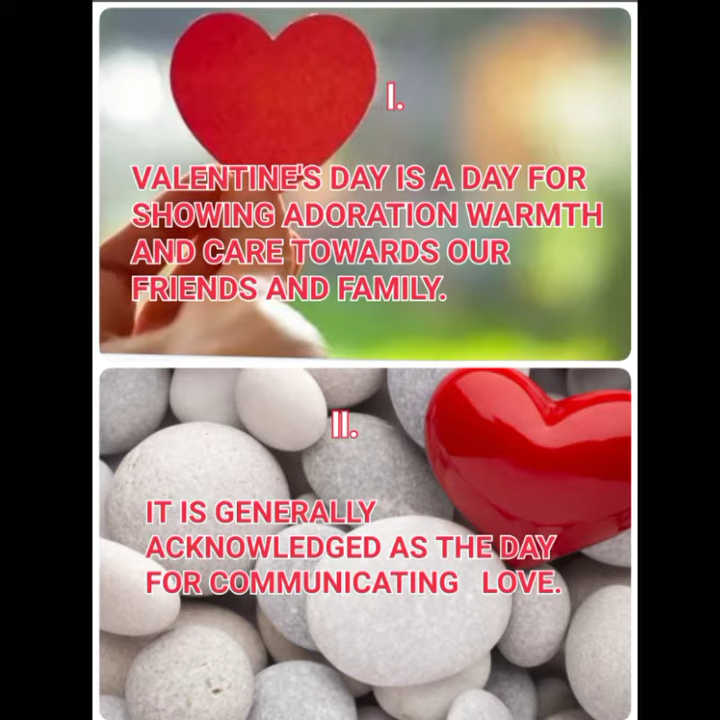 I.
VALENTINE'S DAY IS A DAY FOR
SHOWING ADORATION WARMTH
AND CARE TOWARDS OUR
FRIENDS AND FAMILY.
II.
IT IS GENERALLY
ACKNOWLEDGED AS THE DAY
FOR COMMUNICATING LOVE.